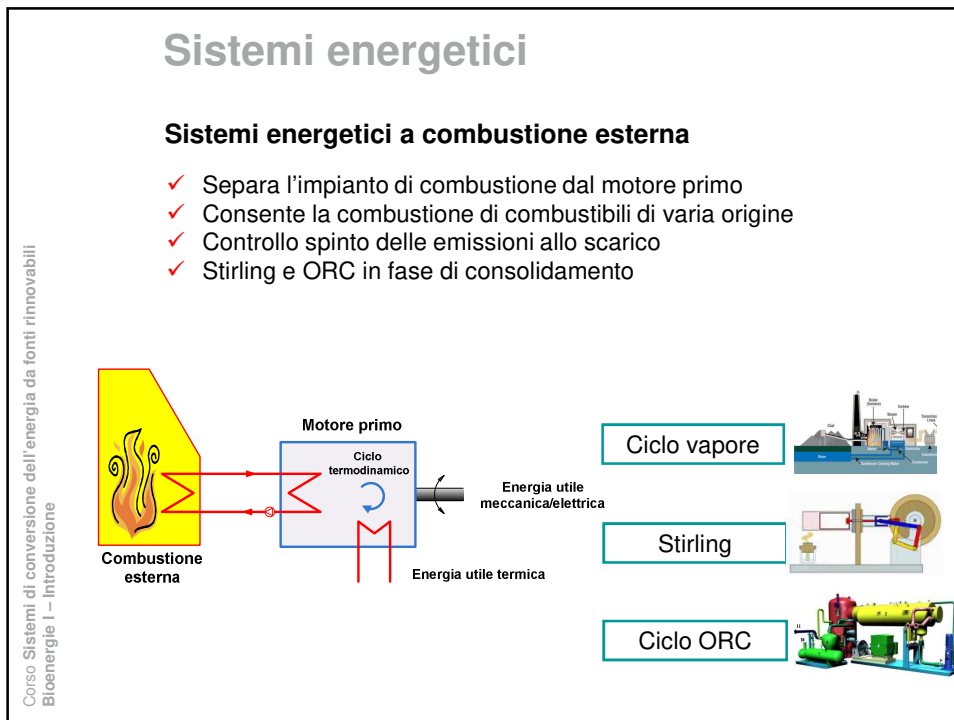 Sistemi energetici
Sistemi energetici a combustione esterna
Separa l'impianto di combustione dal motore primo
Consente la combustione di combustibili di varia origine
Controllo spinto delle emissioni allo scarico
Stirling e ORC in fase di consolidamento
Corso Sistemi di conversione dell'energia da fonti rinnovabili
Bioenergie I – Introduzione
Combustione
esterna
Motore primo
Ciclo
termodinamico
Energia utile
meccanica/elettrica
Energia utile termica
Ciclo vapore
Stirling
Ciclo ORC